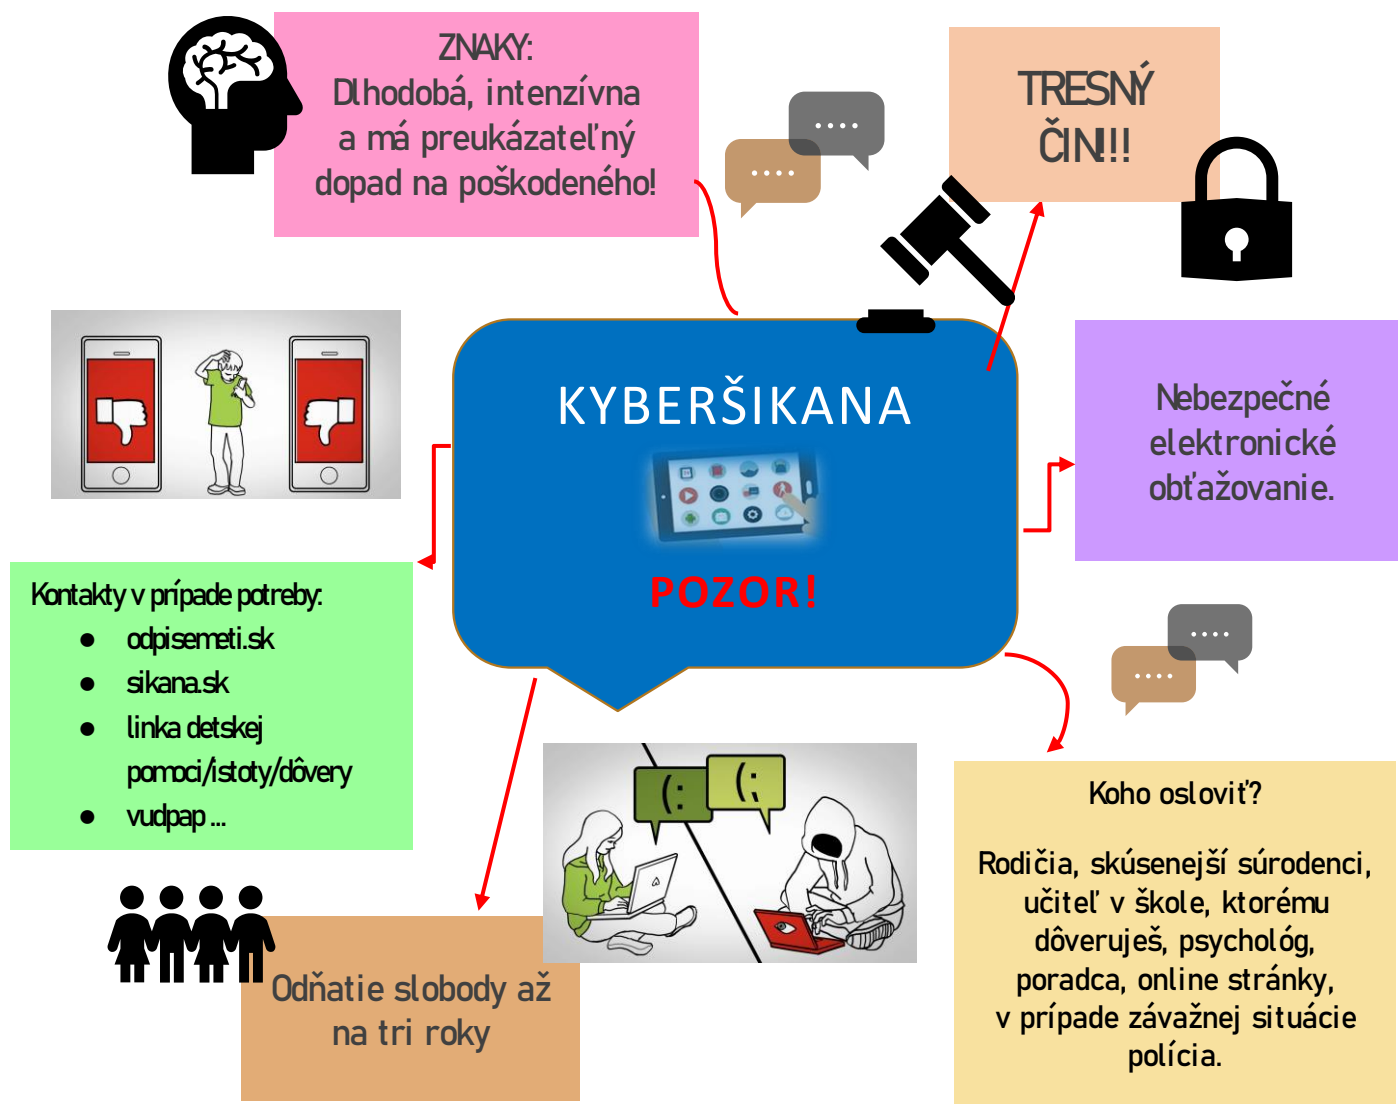 ZNAKY:
Dlhodobá, intenzívna
a má preukázateľný
dopad na poškodeného!
TRESNÝ
ČIN!!!
KYBERŠIKANA
POZOR!
Nebezpečné
elektronické
obťažovanie.
Kontakty v prípade potreby:
● odpisemeti.sk
● sikana.sk
● linka detskej
pomoci/istoty/dôvery
● vudpap ...
(:
(;
Koho osloviť?
Rodičia, skúsenejší súrodenci,
učiteľ v škole, ktorému
dôveruješ, psychológ,
poradca, online stránky,
v prípade závažnej situácie
polícia.
Odňatie slobody až
na tri roky